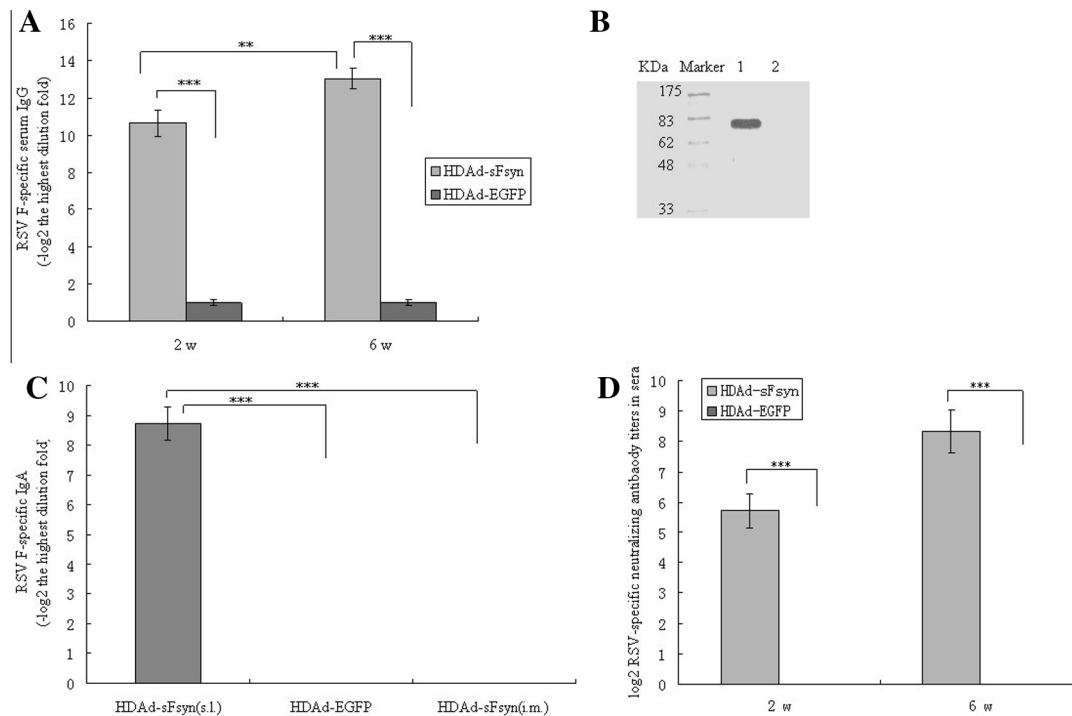 A
16
14
12
10
8
6
4
2
0
RSV F-specific serum IgG
(-log2 the highest dilution fold)
**
***
***
HDAd-sFsyn
HDAd-EGFP
2 w
6 w
B
KDa Marker 1 2
175
83
62
48
33
C
10
9
8
7
6
5
4
3
2
1
0
RSV F-specific IgA
(-log2 the highest dilution fold)
***
***
HDAd-sFsyn(s.l.)
HDAd-EGFP
HDAd-sFsyn(i.m.)
D
10
9
8
7
6
5
4
3
2
1
0
log2 RSV-specific neutralizing antibaody titers in sera
HDAd-sFsyn
HDAd-EGFP
***
***
2 w
6 w